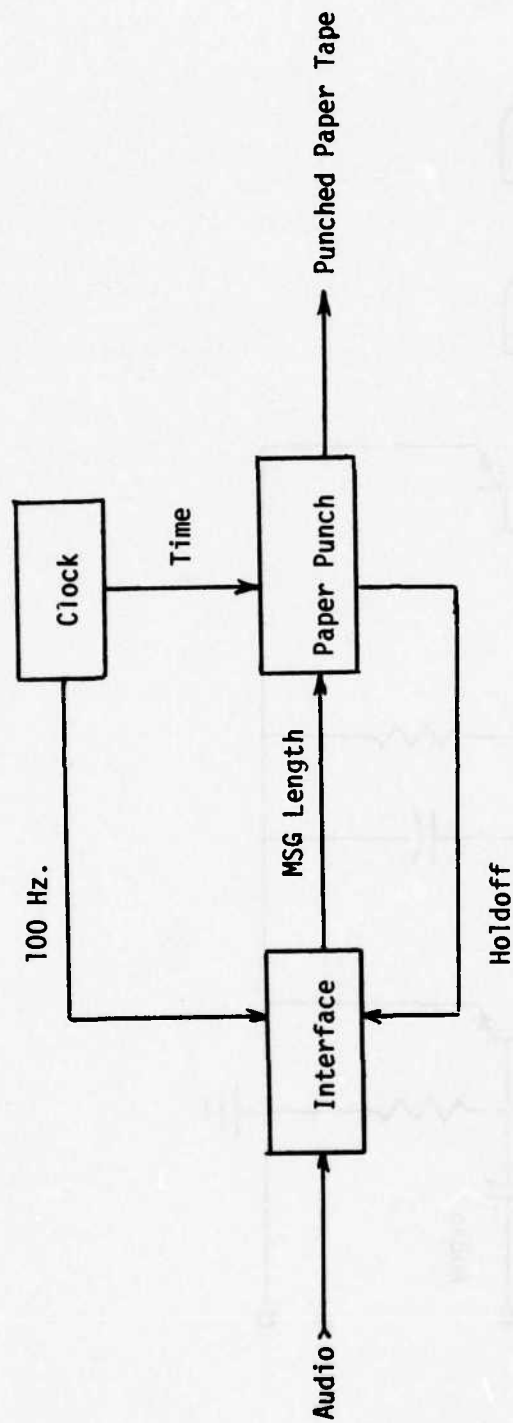 100 Hz.
Clock
Time
Audio
Interface
MSG Length
Paper Punch
Punched Paper Tape
Holdoff